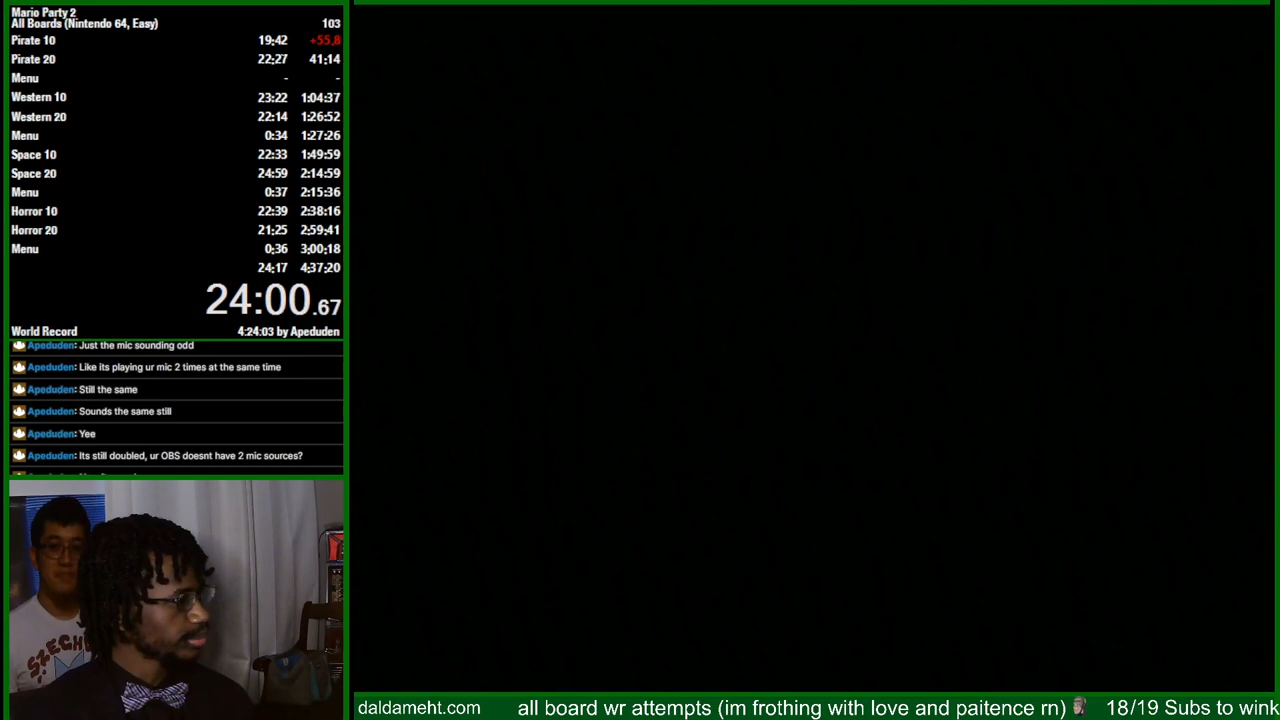 Mario Party 2
All Boards (Nintendo 64, Easy) 103
Pirate 10 19:42 +55.8
Pirate 20 22:27 41:14
Menu - -
Western 10 23:22 1:04:37
Western 20 22:14 1:26:52
Menu 0:34 1:27:26
Space 10 22:33 1:49:59
Space 20 24:59 2:14:59
Menu 0:37 2:15:36
Horror 10 22:39 2:38:16
Horror 20 21:25 2:59:41
Menu 0:36 3:00:18
24:17 4:37:20
24:00.67
World Record 4:24:03 by Apeduden
Apeduden: Just the mic sounding odd
Apeduden: Like its playing ur mic 2 times at the same time
Apeduden: Still the same
Apeduden: Sounds the same still
Apeduden: Yee
Apeduden: Its still doubled, ur OBS doesnt have 2 mic sources?
daldameht.com all board wr attempts (im frothing with love and paitence rn) 18/19 Subs to wink